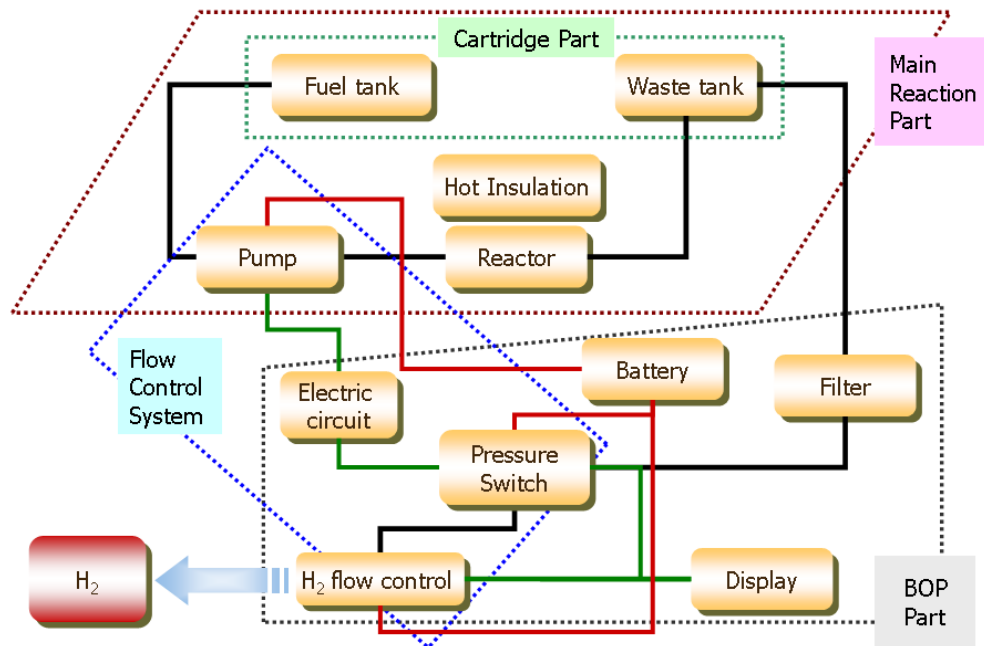 Cartridge Part
Fuel tank
Waste tank
Main
Reaction
Part
Hot Insulation
Pump
Reactor
Flow
Control
System
Electric
circuit
Battery
Filter
Pressure
Switch
H₂
H₂ flow control
Display
BOP
Part